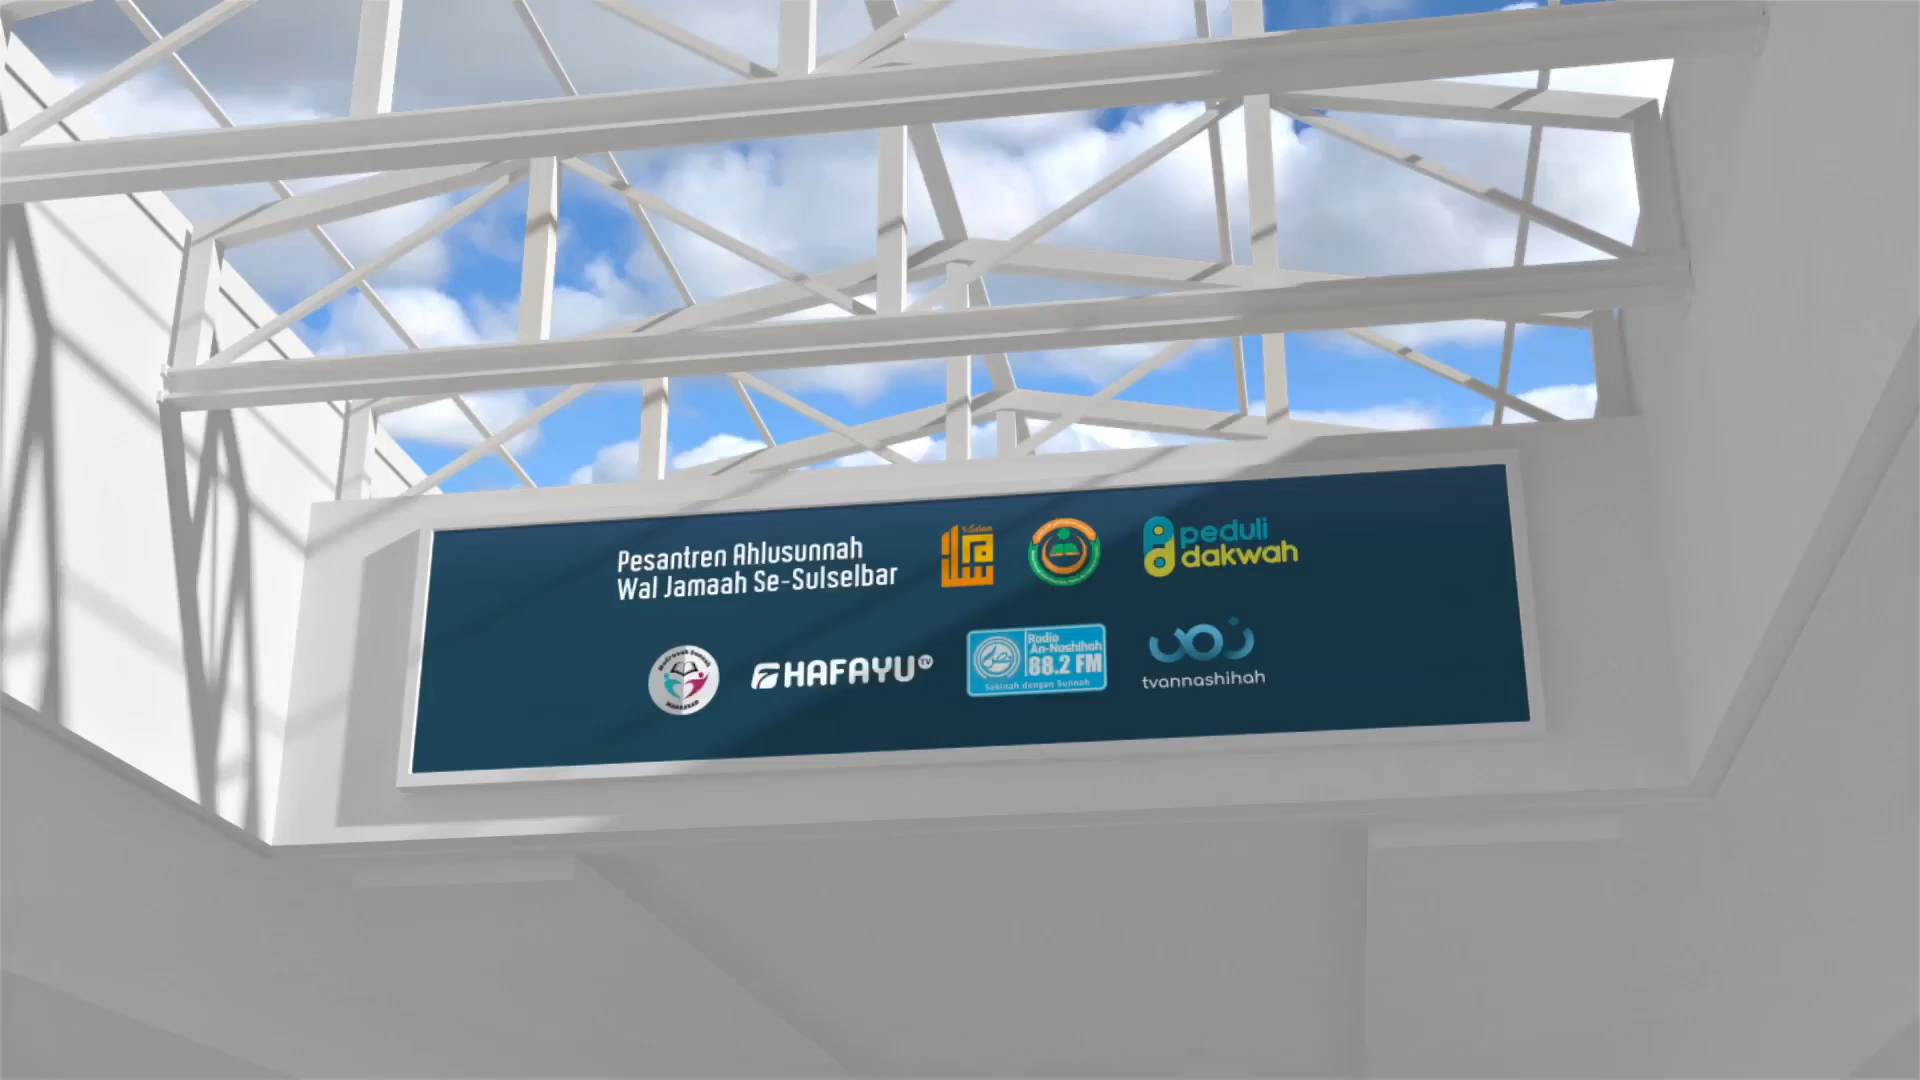 Pesantren Ahlusunnah
Wal Jamaah Se-Sulselbar
peduli
dakwah
HAFAYU TV
Radio
An-Nashihah
88.2 FM
Sakinah dengan Sunnah
tvannashihah